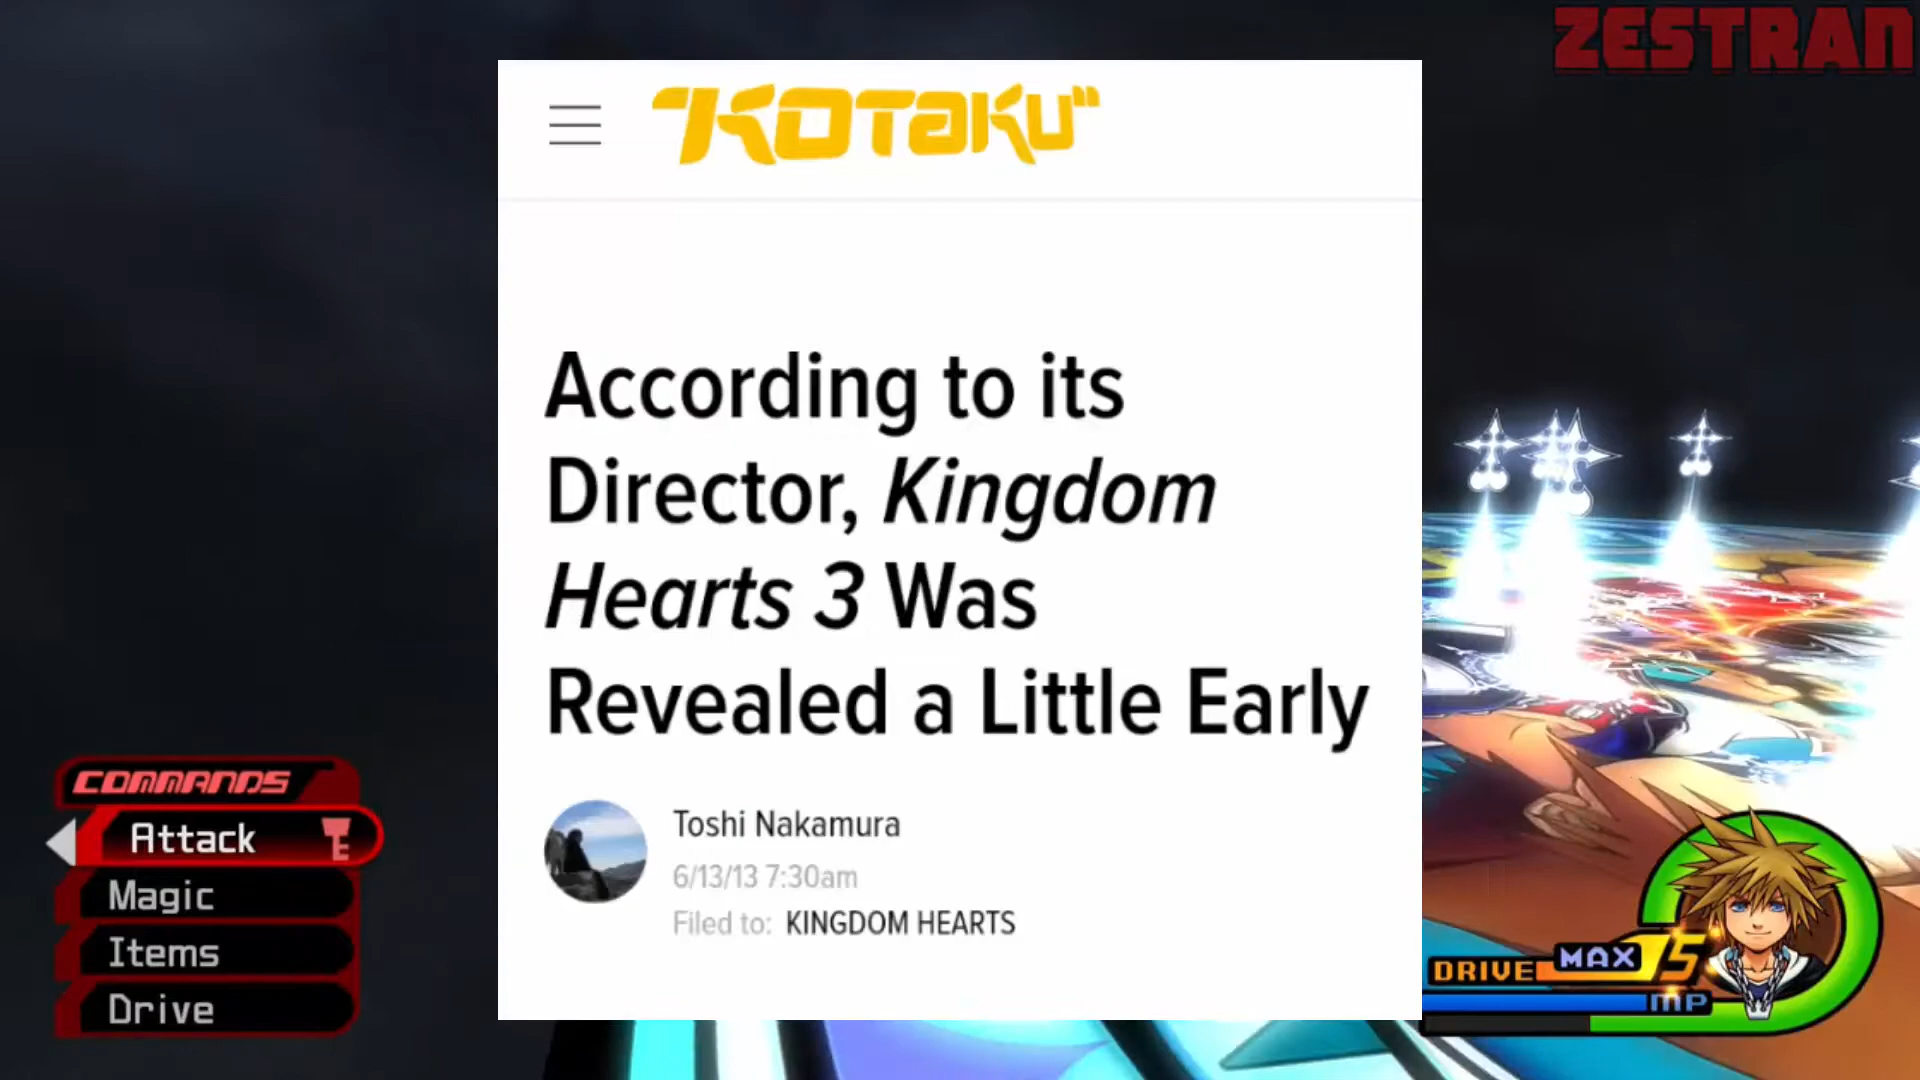 ZESTRAN
"KOTaKU"
According to its
Director, Kingdom
Hearts 3 Was
Revealed a Little Early
Toshi Nakamura
6/13/13 7:30am
Filed to: KINGDOM HEARTS
COMMANDS
Attack
Magic
Items
Drive
DRIVE MAX 5
MP